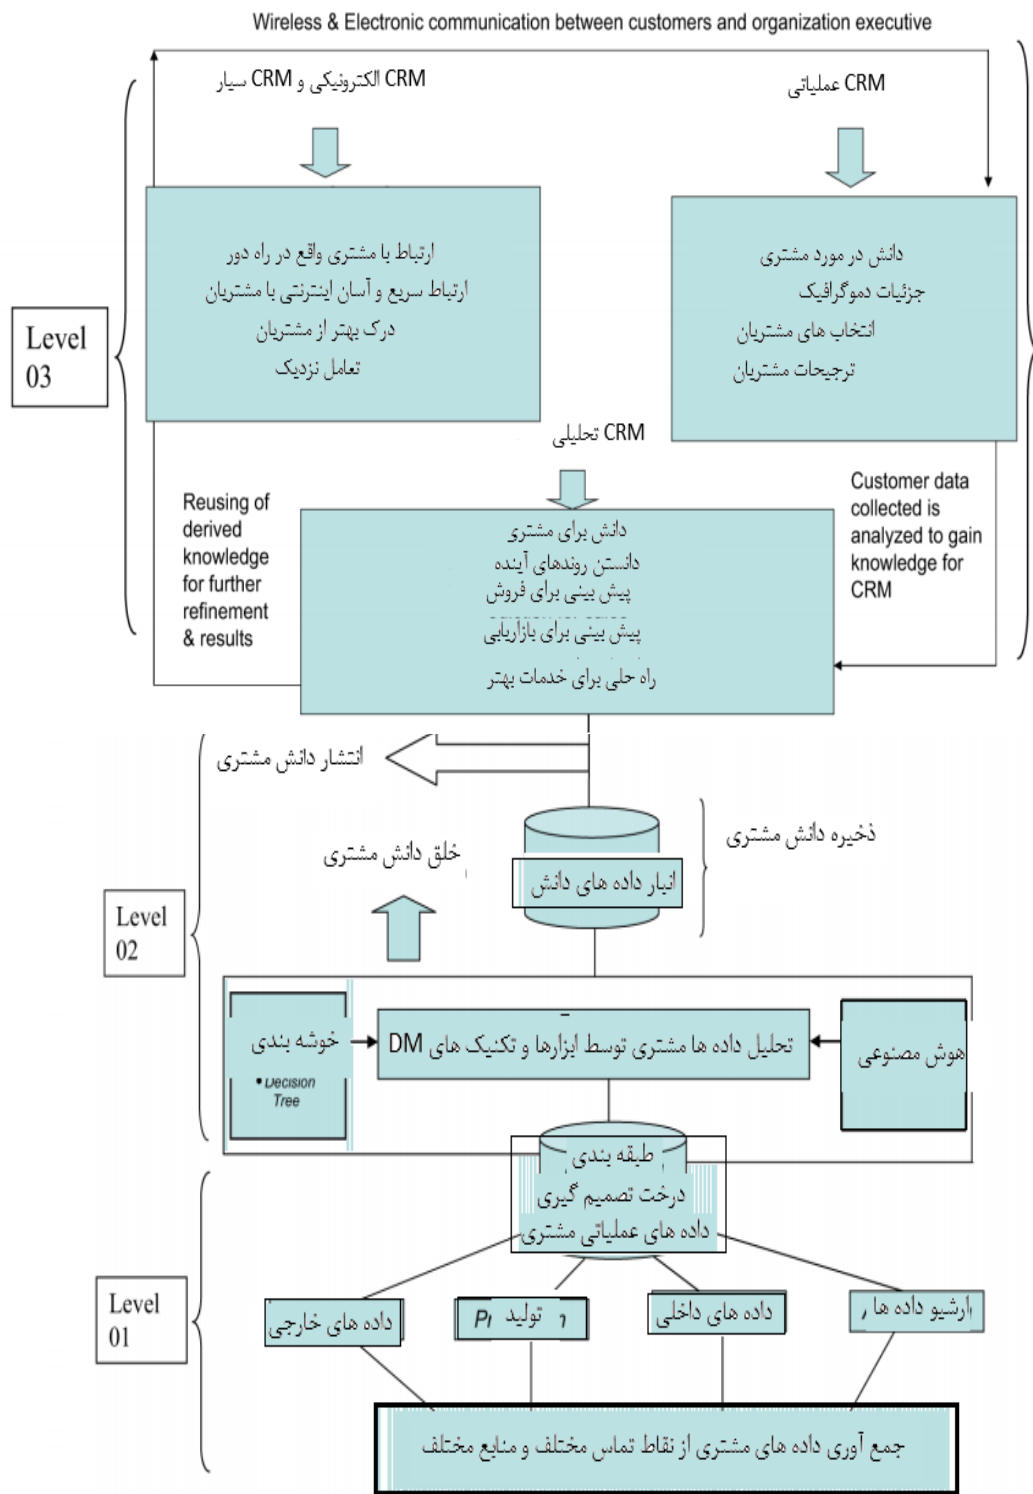 Wireless & Electronic communication between customers and organization executive
CRM الکترونیکی و CRM سیار
CRM عملیاتی
ارتباط با مشتری واقع در راه دور
ارتباط سریع و آسان اینترنتی با مشتریان
درک بهتر از مشتریان
تعامل نزدیک
دانش در مورد مشتری
جزئیات دموگرافیک
انتخاب های مشتریان
ترجیحات مشتریان
Level
03
CRM تحلیلی
Reusing of
derived
knowledge
for further
refinement
& results
دانش برای مشتری
دانستن روندهای آینده
پیش بینی برای فروش
پیش بینی برای بازاریابی
راه حلی برای خدمات بهتر
Customer data
collected is
analyzed to gain
knowledge for
CRM
انتشار دانش مشتری
ذخیره دانش مشتری
خلق دانش مشتری
انبار داده های دانش
Level
02
خوشه بندی
• Decision
Tree
تحلیل داده ها مشتری توسط ابزارها و تکنیک های DM
هوش مصنوعی
طبقه بندی
درخت تصمیم گیری
داده های عملیاتی مشتری
Level
01
داده های خارجی
تولید
داده های داخلی
ارشیو داده ها
جمع آوری داده های مشتری از نقاط تماس مختلف و منابع مختلف